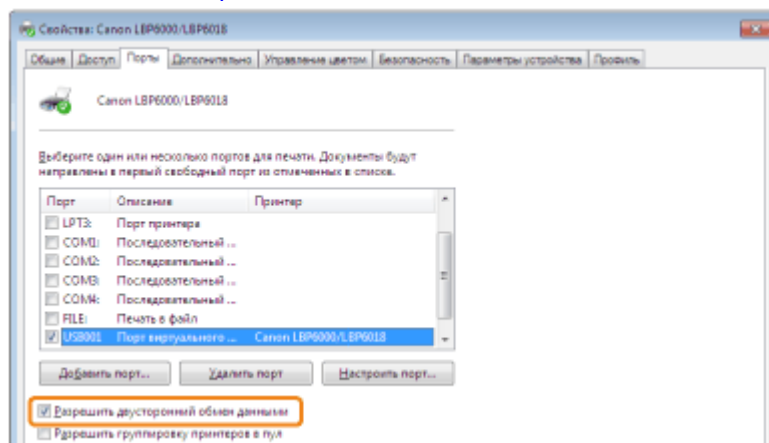 Свойства: Canon LBP6000/LBP6018
Общие Доступ Порты Дополнительно Управление цветом Безопасность Параметры устройства Профиль
Canon LBP6000/LBP6018
Выберите один или несколько портов для печати. Документы будут
направлены в первый свободный порт из отмеченных в списке.
Порт Описание Принтер
LPT3: Порт принтера
COM1: Последовательный ...
COM2: Последовательный ...
COM3: Последовательный ...
COM4: Последовательный ...
FILE: Печать в файл
USB001 Порт виртуального ... Canon LBP6000/LBP6018
Добавить порт... Удалить порт Настроить порт...
Разрешить двусторонний обмен данными
Разрешить группировку принтеров в пул